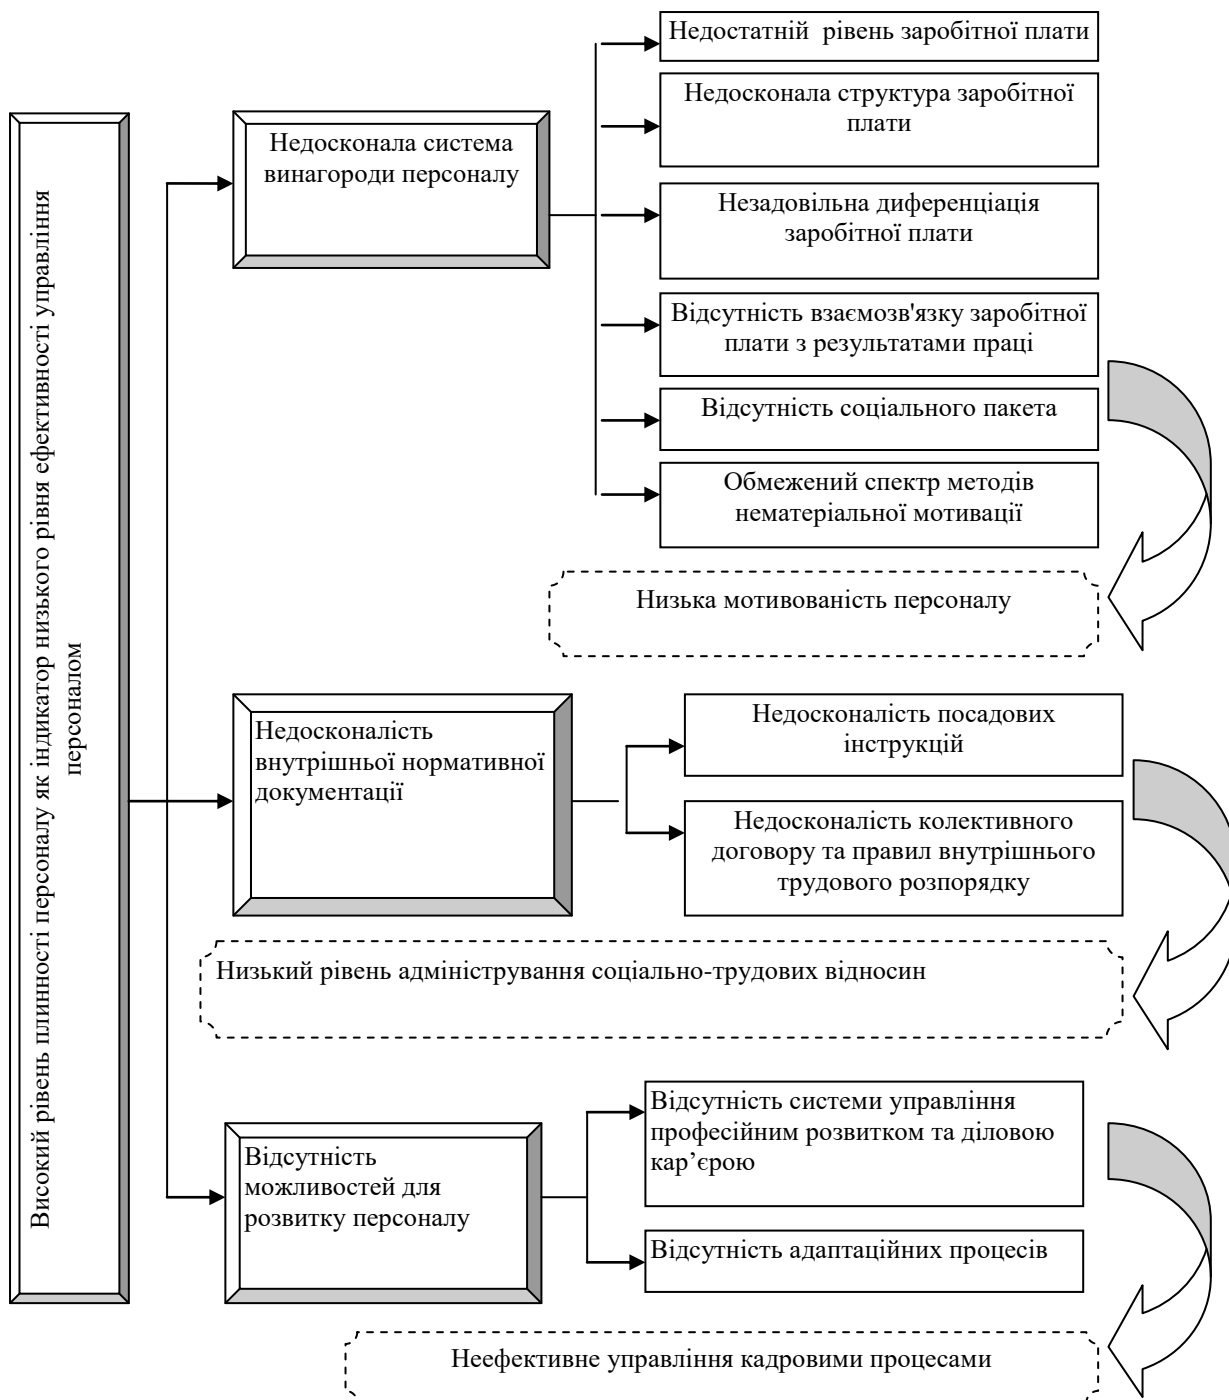 Високий рівень плинності персоналу як індикатор низького рівня ефективності управління
персоналом
Недосконала система
винагороди персоналу
Недостатній рівень заробітної плати
Недосконала структура заробітної
плати
Незадовільна диференціація
заробітної плати
Відсутність взаємозв'язку заробітної
плати з результатами праці
Відсутність соціального пакета
Обмежений спектр методів
нематеріальної мотивації
Низька мотивованість персоналу
Недосконалість
внутрішньої нормативної
документації
Недосконалість посадових
інструкцій
Недосконалість колективного
договору та правил внутрішнього
трудового розпорядку
Низький рівень адміністрування соціально-трудових відносин
Відсутність
можливостей для
розвитку персоналу
Відсутність системи управління
професійним розвитком та діловою
кар’єрою
Відсутність адаптаційних процесів
Неефективне управління кадровими процесами